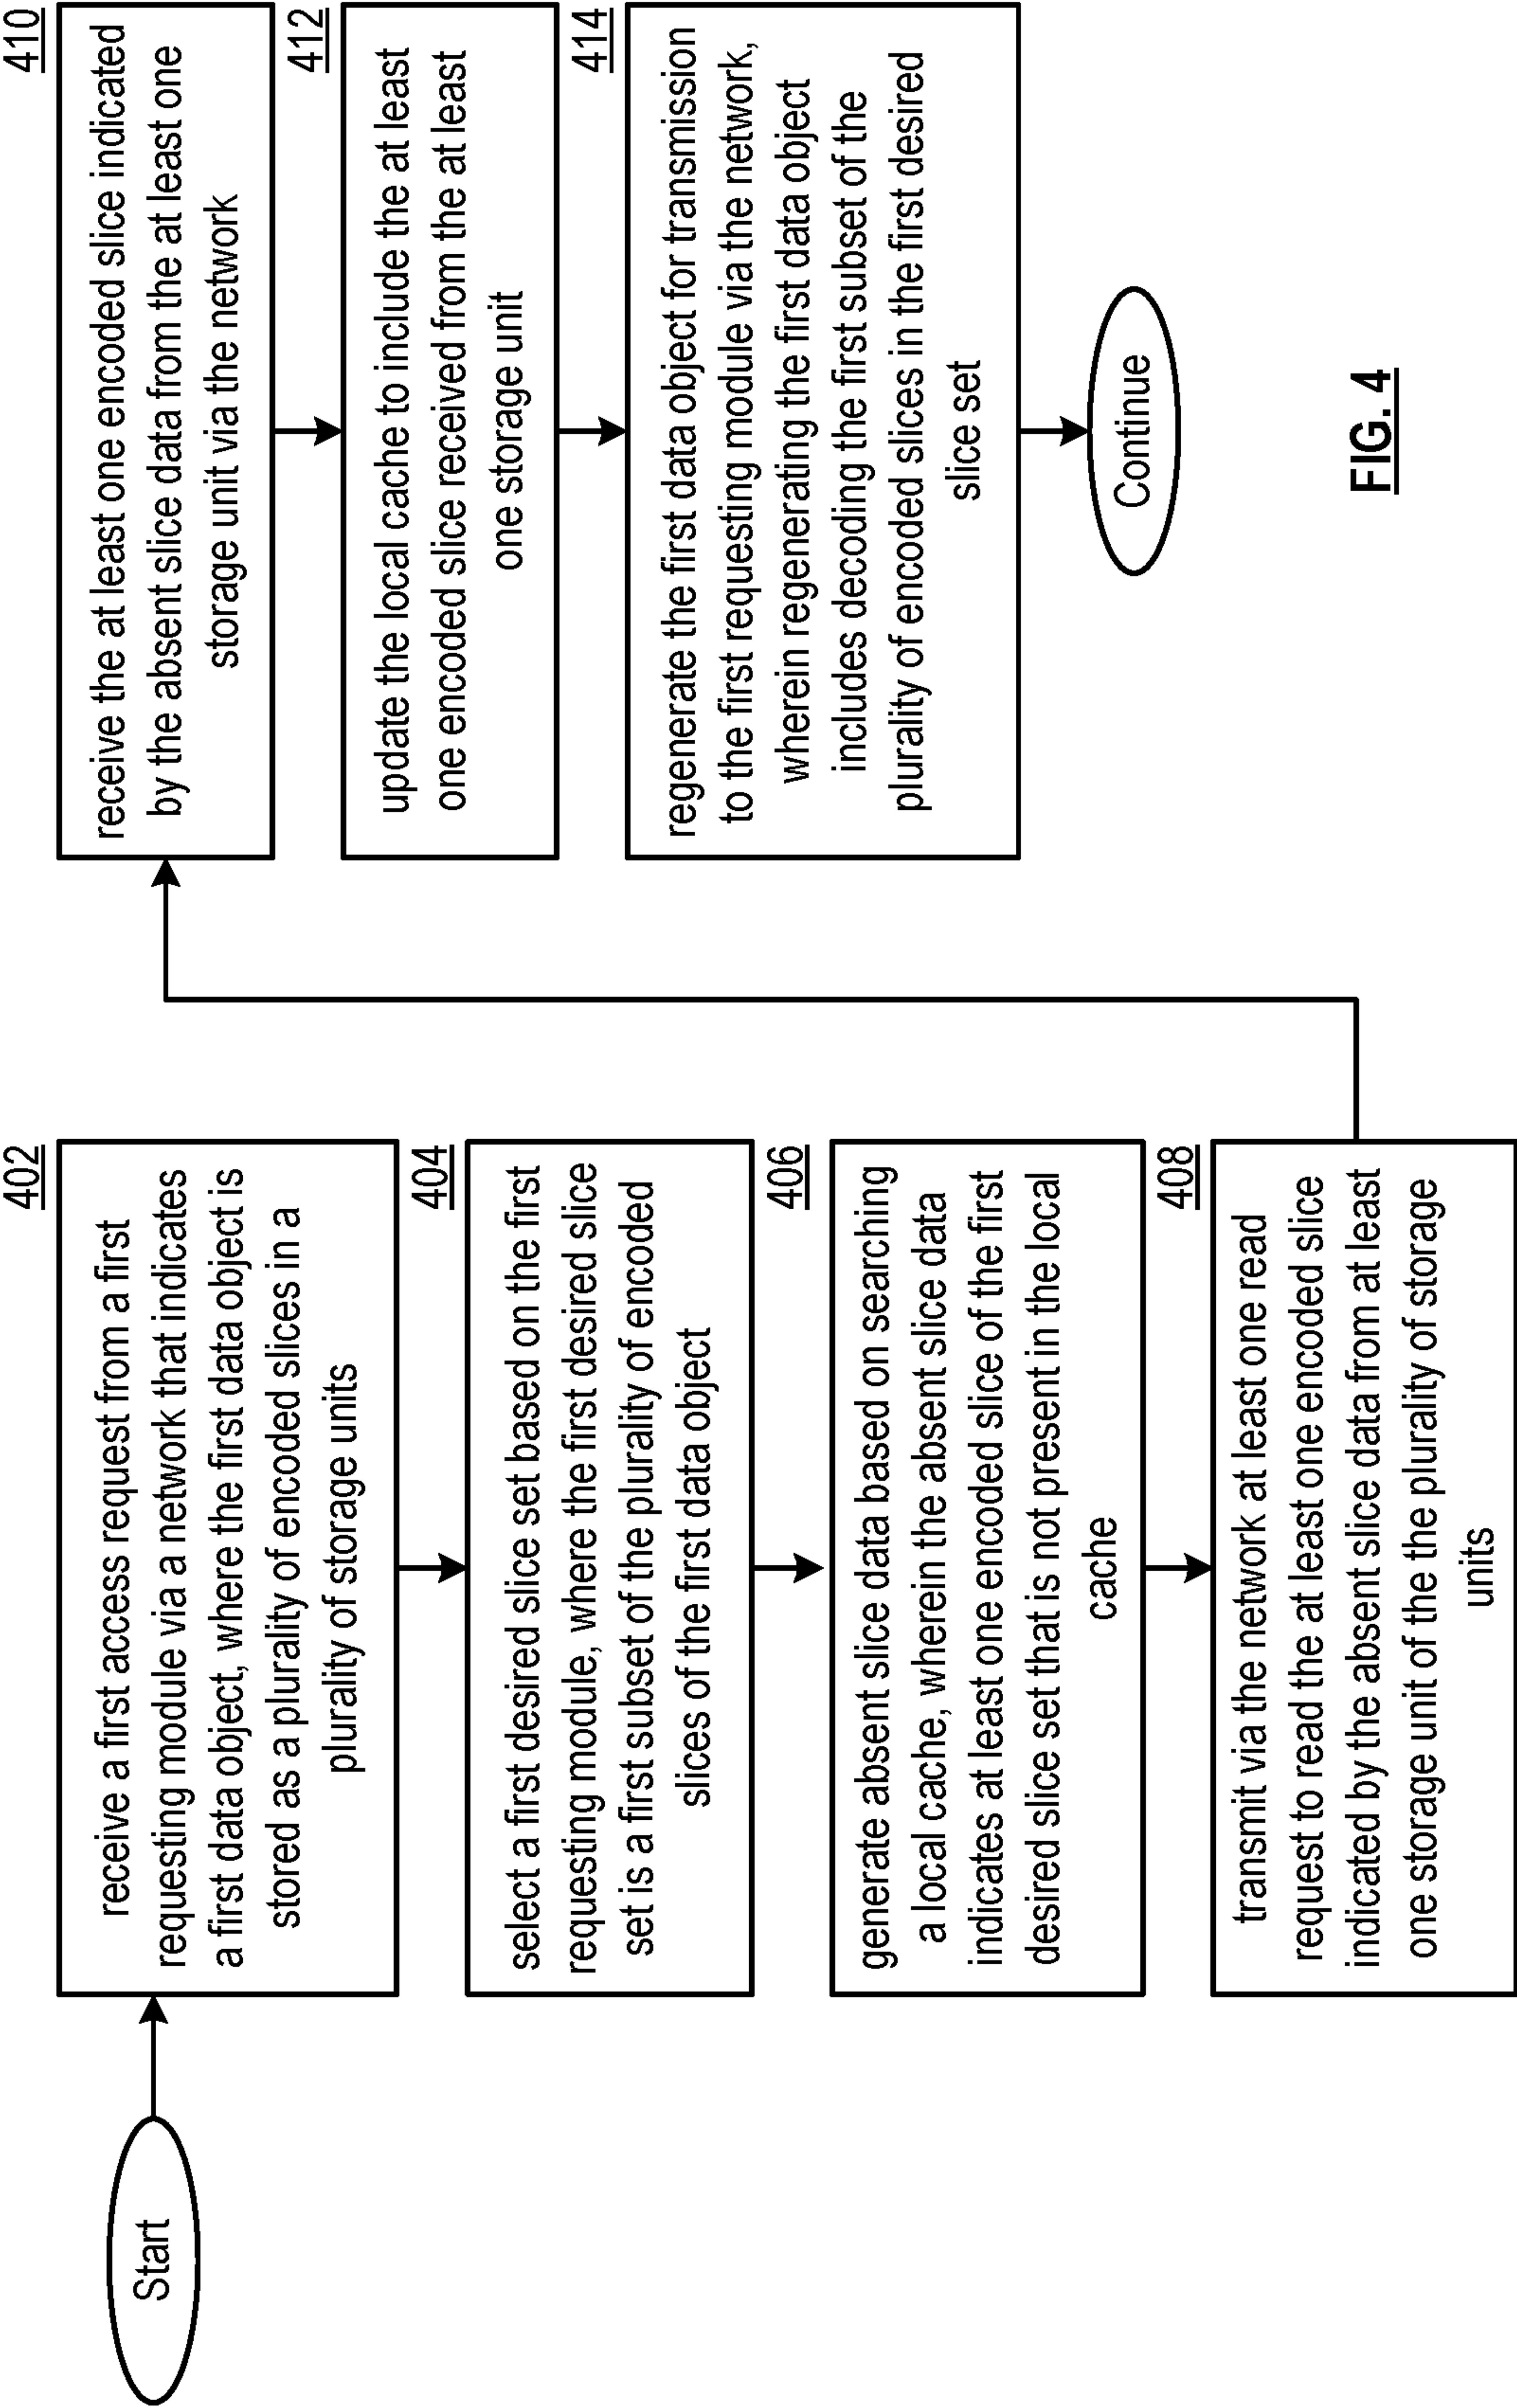 Start
402
receive a first access request from a first
requesting module via a network that indicates
a first data object, where the first data object is
stored as a plurality of encoded slices in a
plurality of storage units
404
select a first desired slice set based on the first
requesting module, where the first desired slice
set is a first subset of the plurality of encoded
slices of the first data object
406
generate absent slice data based on searching
a local cache, wherein the absent slice data
indicates at least one encoded slice of the first
desired slice set that is not present in the local
cache
408
transmit via the network at least one read
request to read the at least one encoded slice
indicated by the absent slice data from at least
one storage unit of the plurality of storage
units
410
receive the at least one encoded slice indicated
by the absent slice data from the at least one
storage unit via the network
412
update the local cache to include the at least
one encoded slice received from the at least
one storage unit
414
regenerate the first data object for transmission
to the first requesting module via the network,
wherein regenerating the first data object
includes decoding the first subset of the
plurality of encoded slices in the first desired
slice set
Continue
FIG. 4